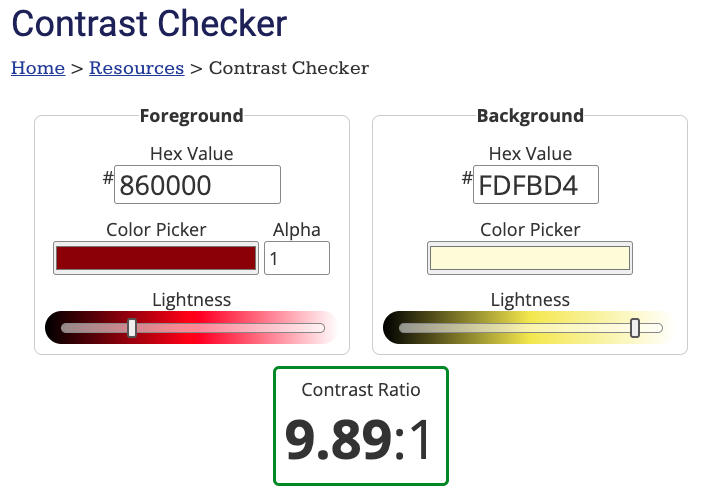 Contrast Checker
Home > Resources > Contrast Checker
Foreground
Hex Value
#860000
Color Picker Alpha
1
Lightness
Background
Hex Value
#FDFBD4
Color Picker
Lightness
Contrast Ratio
9.89:1